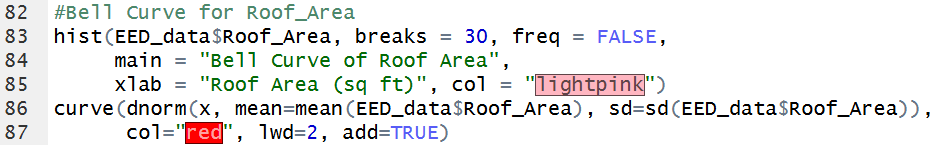 82 #Bell Curve for Roof_Area
83 hist(EED_data$Roof_Area, breaks = 30, freq = FALSE,
84      main = "Bell Curve of Roof Area",
85      xlab = "Roof Area (sq ft)", col = "lightpink")
86 curve(dnorm(x, mean=mean(EED_data$Roof_Area), sd=sd(EED_data$Roof_Area)),
87       col="red", lwd=2, add=TRUE)